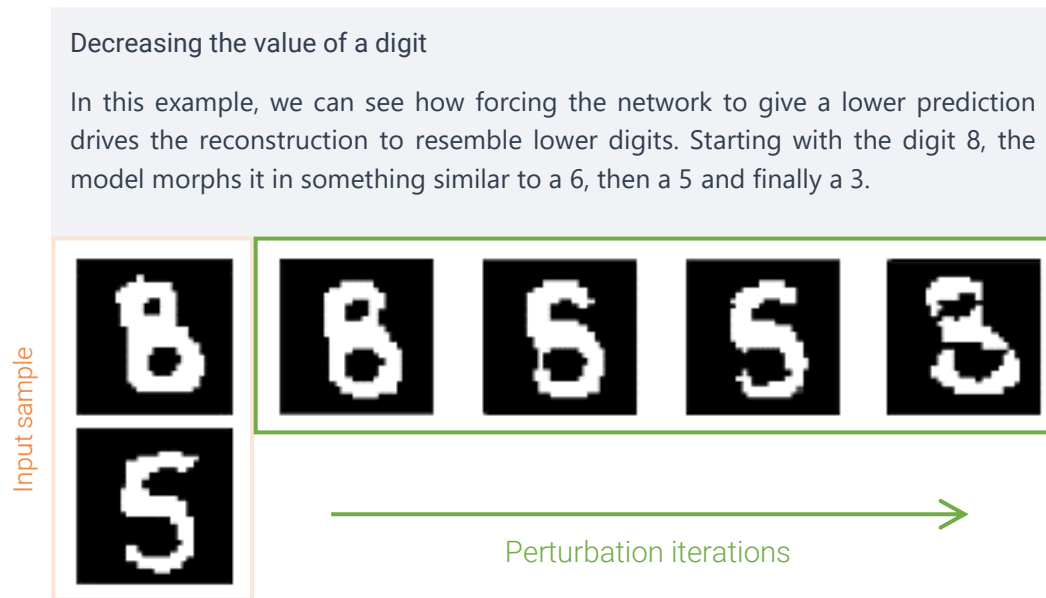 Decreasing the value of a digit
In this example, we can see how forcing the network to give a lower prediction
drives the reconstruction to resemble lower digits. Starting with the digit 8, the
model morphs it in something similar to a 6, then a 5 and finally a 3.
Input sample
Perturbation iterations